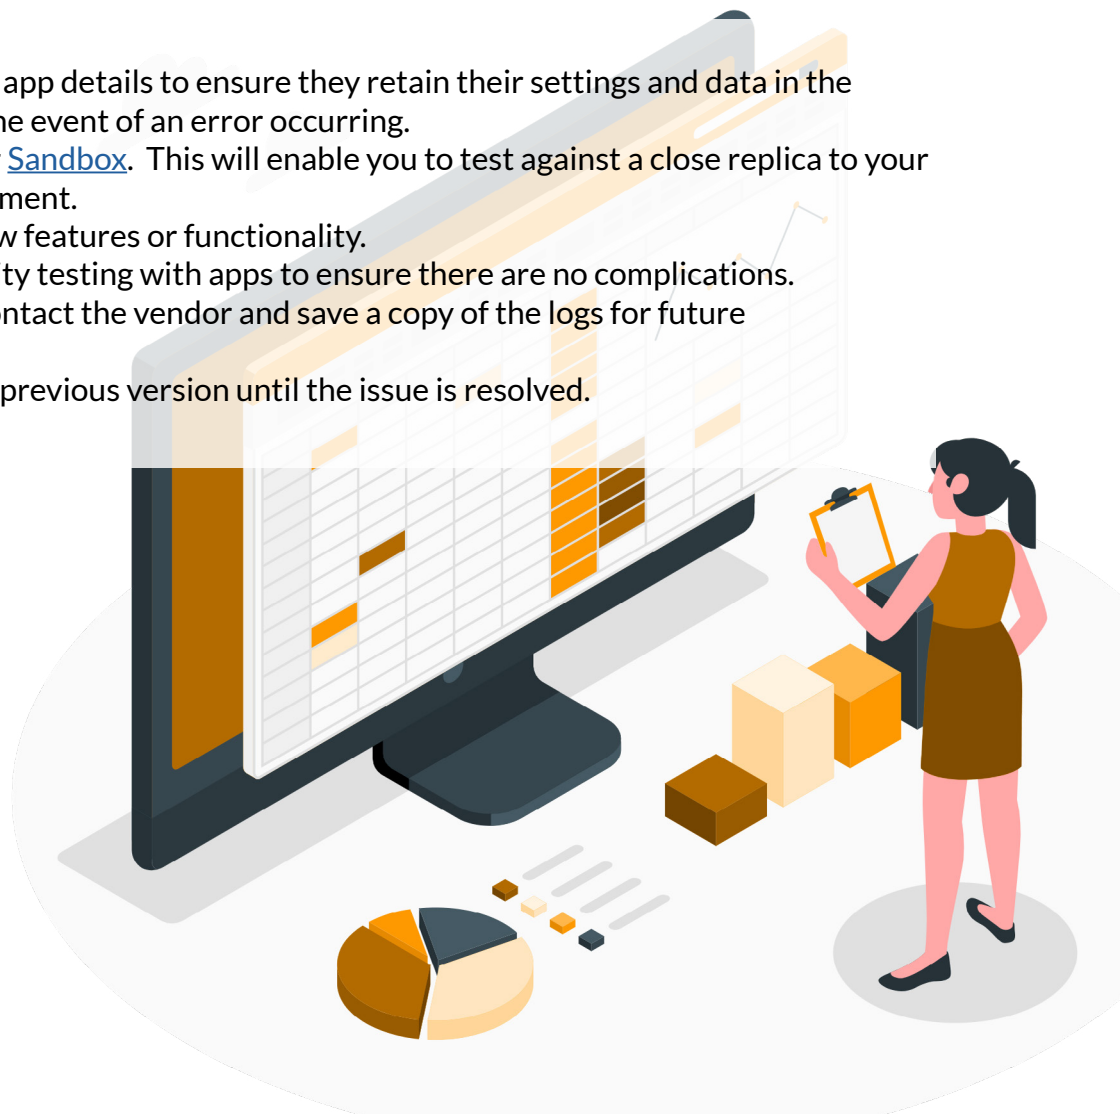 app details to ensure they retain their settings and data in the
he event of an error occurring.
Sandbox.  This will enable you to test against a close replica to your
ment.
w features or functionality.
ity testing with apps to ensure there are no complications.
ontact the vendor and save a copy of the logs for future
previous version until the issue is resolved.